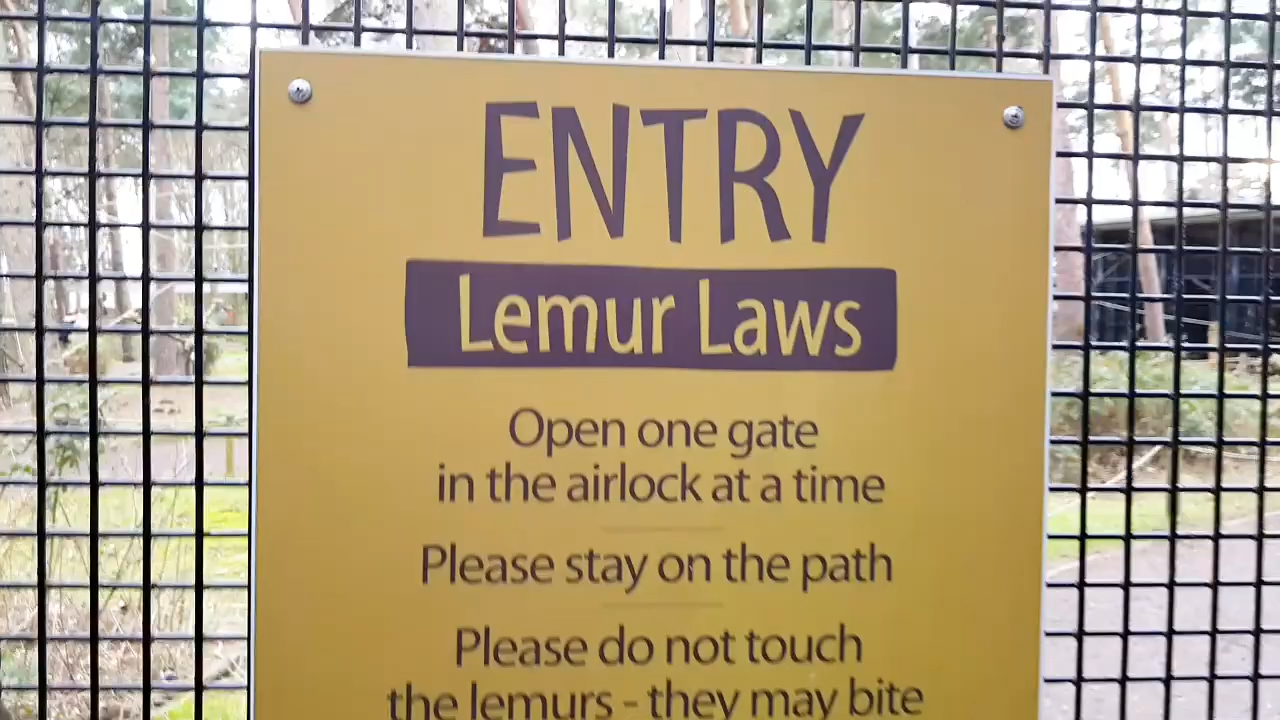 ENTRY
Lemur Laws
Open one gate
in the airlock at a time
Please stay on the path
Please do not touch
the lemurs - they may bite